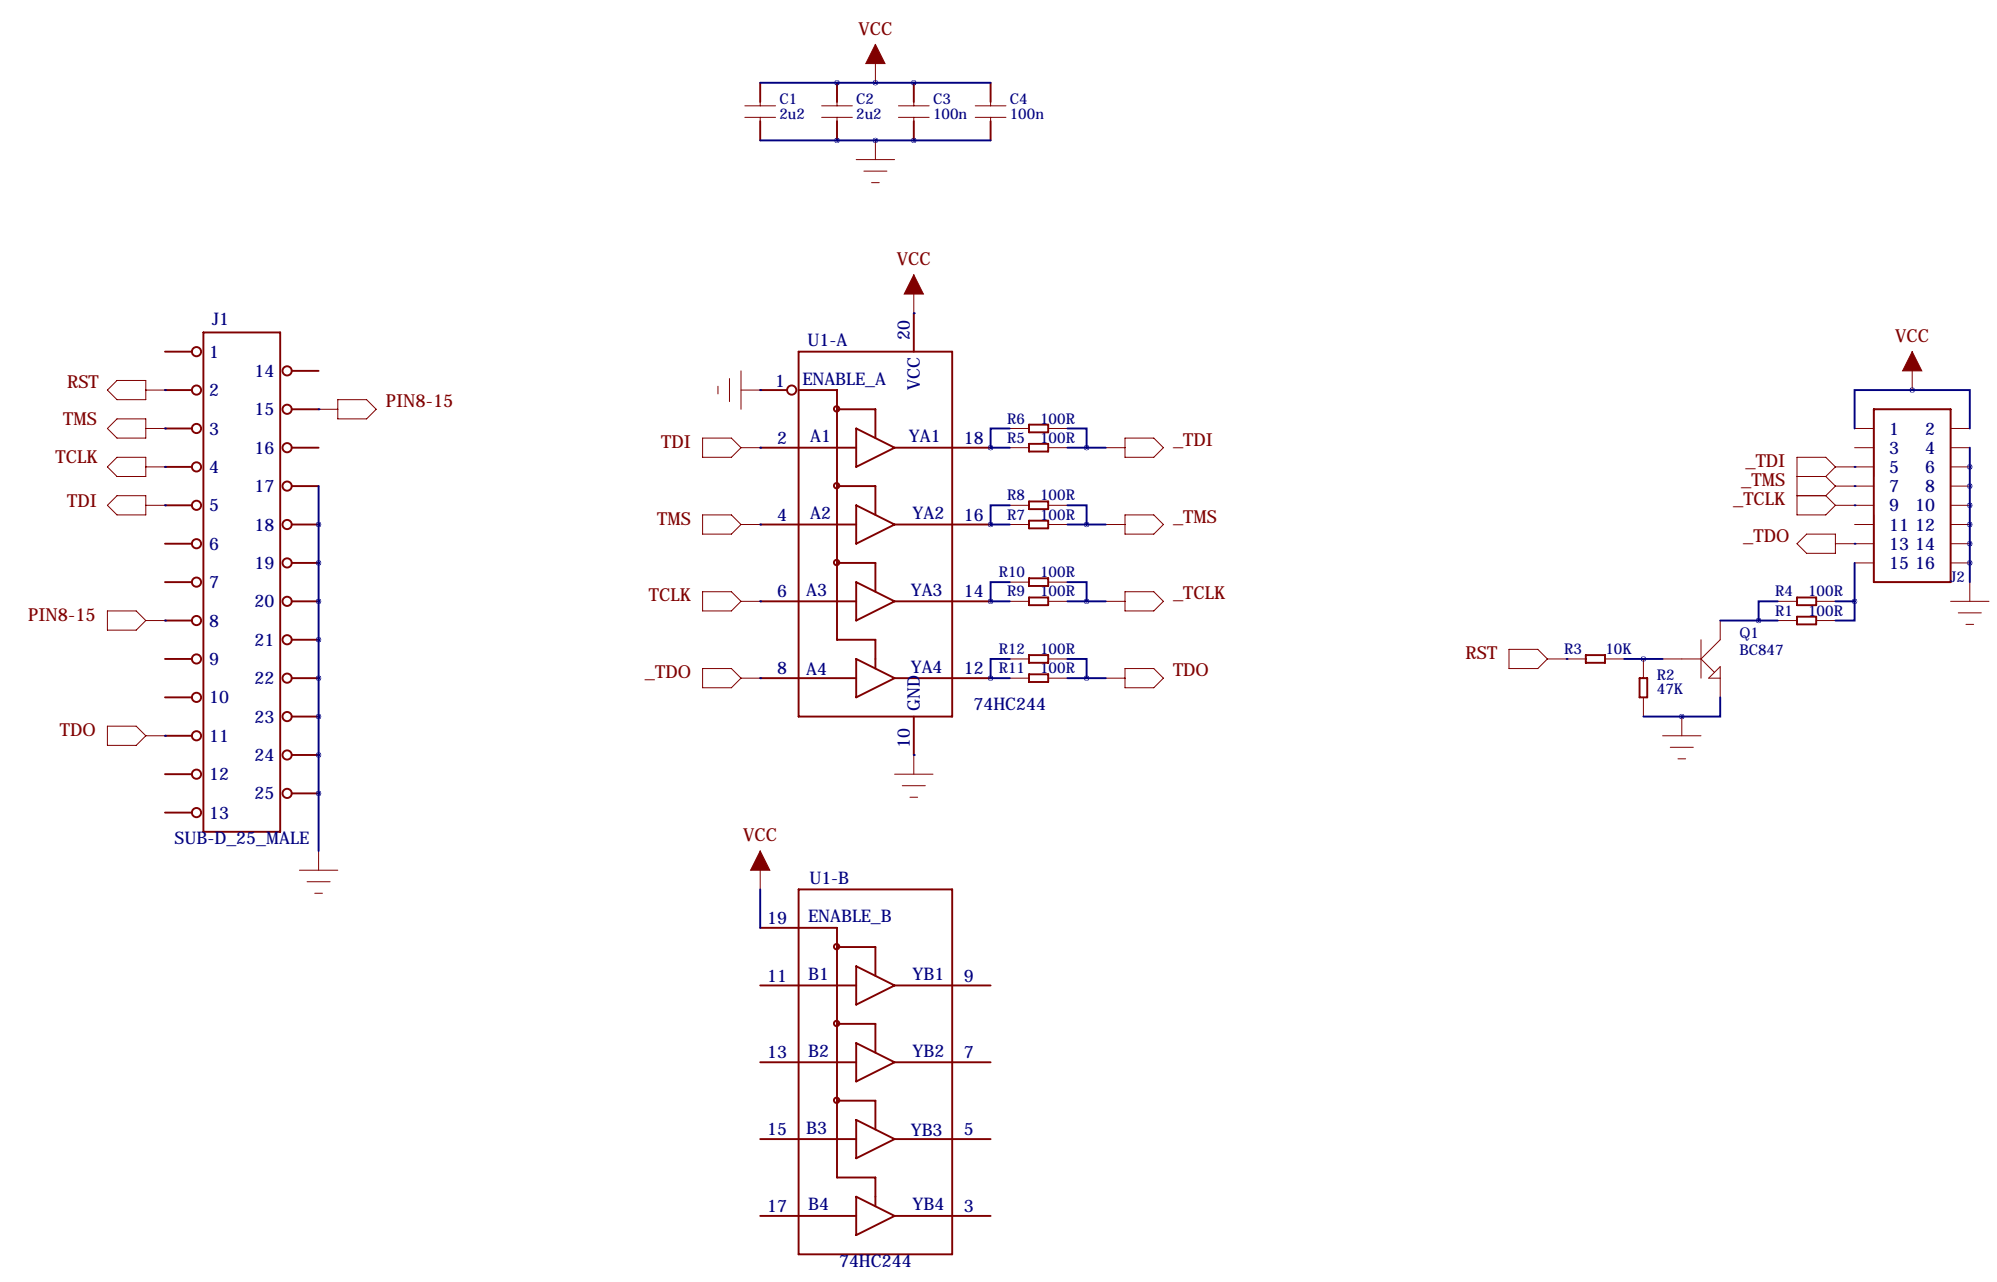 VCC
C1
2u2
C2
2u2
C3
100n
C4
100n
J1
1
RST
2
TMS
3
TCLK
4
TDI
5
6
7
PIN8-15
8
9
10
TDO
11
12
13
14
15
PIN8-15
16
17
18
19
20
21
22
23
24
25
SUB-D_25_MALE
VCC
20
U1-A
VCC
1
ENABLE_A
TDI
2
A1
YA1
18
R6 100R
R5 100R
_TDI
TMS
4
A2
YA2
16
R8 100R
R7 100R
_TMS
TCLK
6
A3
YA3
14
R10 100R
R9 100R
_TCLK
_TDO
8
A4
YA4
12
R12 100R
R11 100R
TDO
GND
10
74HC244
VCC
U1-B
19
ENABLE_B
11
B1
YB1
9
13
B2
YB2
7
15
B3
YB3
5
17
B4
YB4
3
74HC244
VCC
1 2
3 4
_TDI
5 6
_TMS
7 8
_TCLK
9 10
11 12
_TDO
13 14
15 16
J2
R4 100R
R1 100R
Q1
BC847
RST
R3 10K
R2
47K